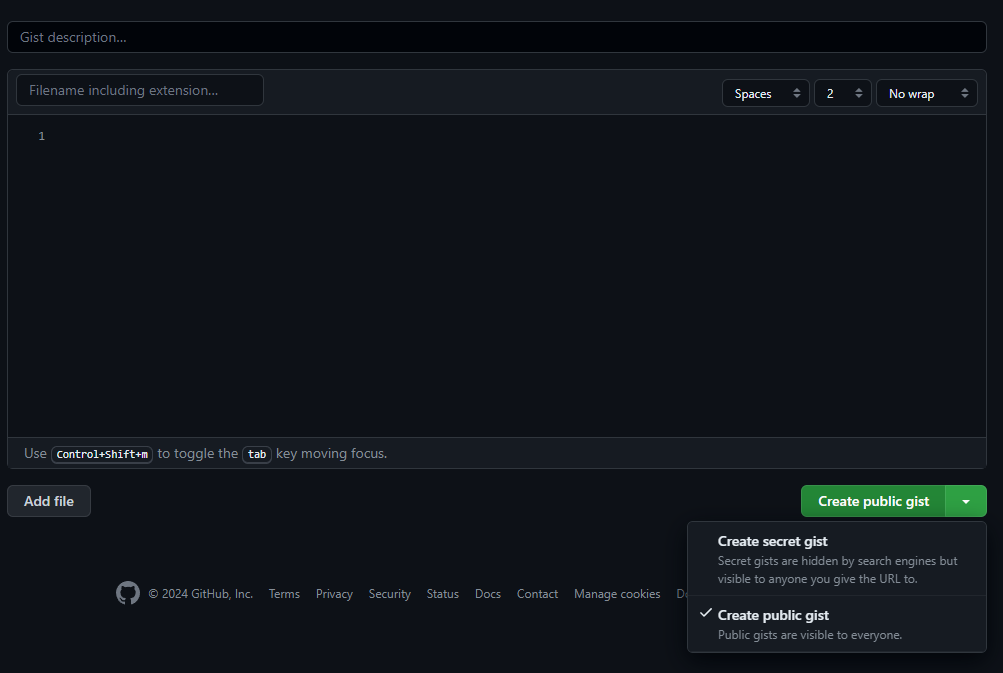 Gist description...
Filename including extension...
Spaces
2
No wrap
1
Use Control+Shift+m to toggle the tab key moving focus.
Add file
Create public gist
Create secret gist
Secret gists are hidden by search engines but
visible to anyone you give the URL to.
Create public gist
Public gists are visible to everyone.
© 2024 GitHub, Inc. Terms Privacy Security Status Docs Contact Manage cookies